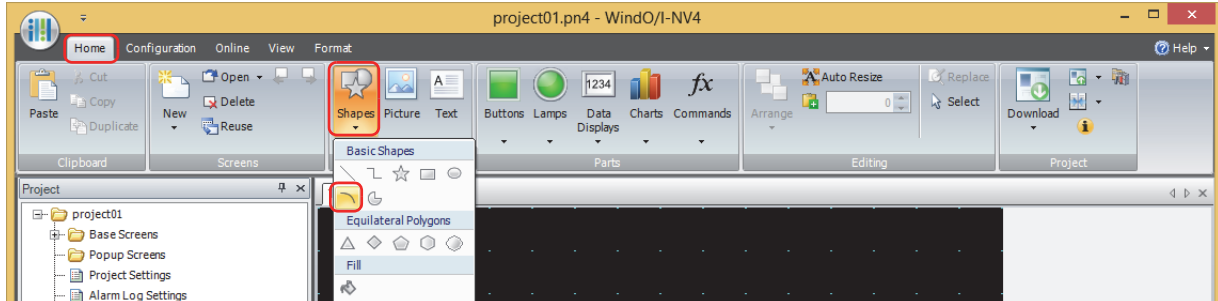 project01.pn4 - WindO/I-NV4
Home Configuration Online View Format Help
Cut
Copy
Duplicate
Paste
Clipboard
New
Open
Delete
Reuse
Screens
Shapes Picture Text
Buttons Lamps Data Displays Charts Commands
1234
fx
Parts
Arrange
Auto Resize
0
Replace
Select
Editing
Download
Project
Basic Shapes
Equilateral Polygons
Fill
Project
project01
Base Screens
Popup Screens
Project Settings
Alarm Log Settings